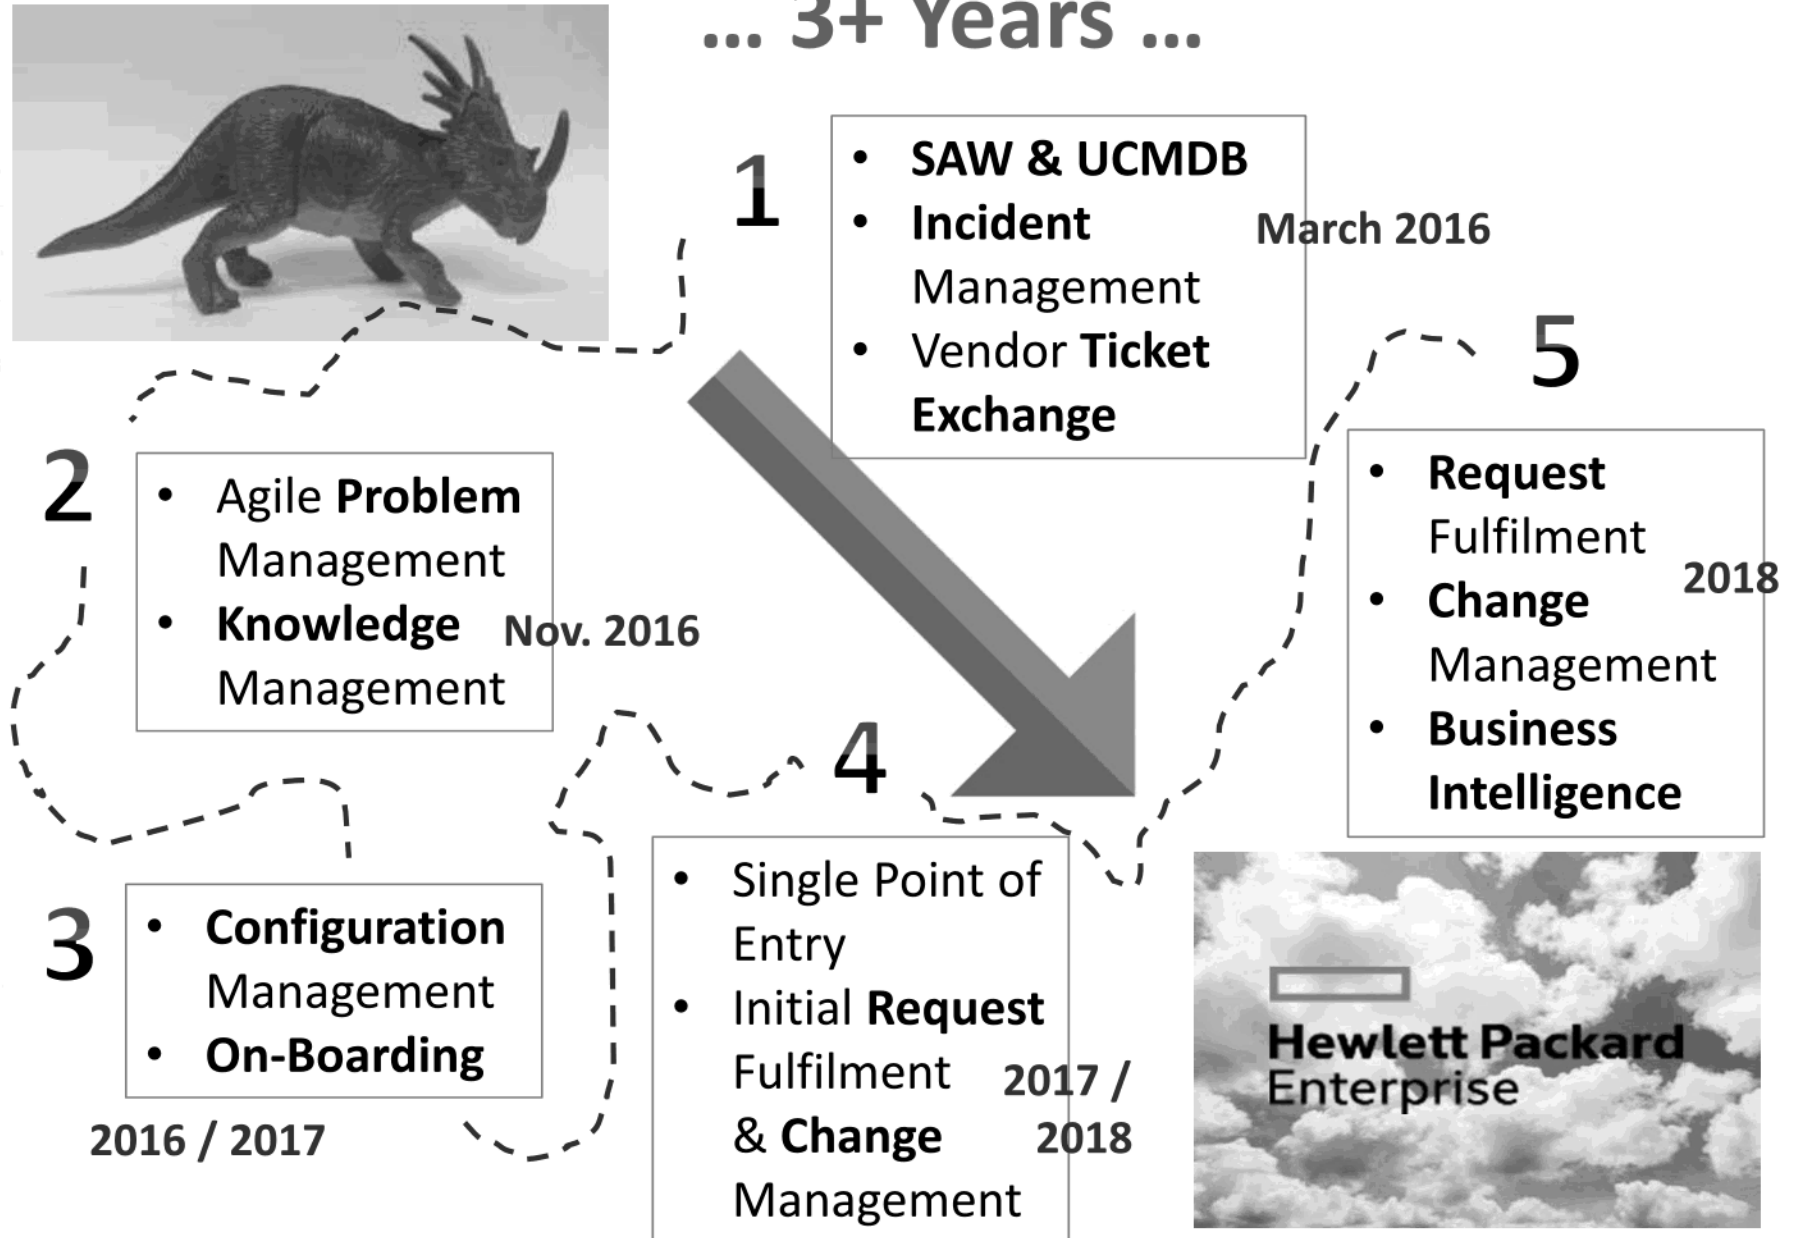 ... 3+ Years ...
1
• SAW & UCMDB
• Incident
Management
• Vendor Ticket
Exchange
March 2016
2
• Agile Problem
Management
• Knowledge
Management
Nov. 2016
3
• Configuration
Management
• On-Boarding
2016 / 2017
4
• Single Point of
Entry
• Initial Request
Fulfilment
& Change
Management
2017 /
2018
5
• Request
Fulfilment
• Change
Management
• Business
Intelligence
2018
Hewlett Packard
Enterprise